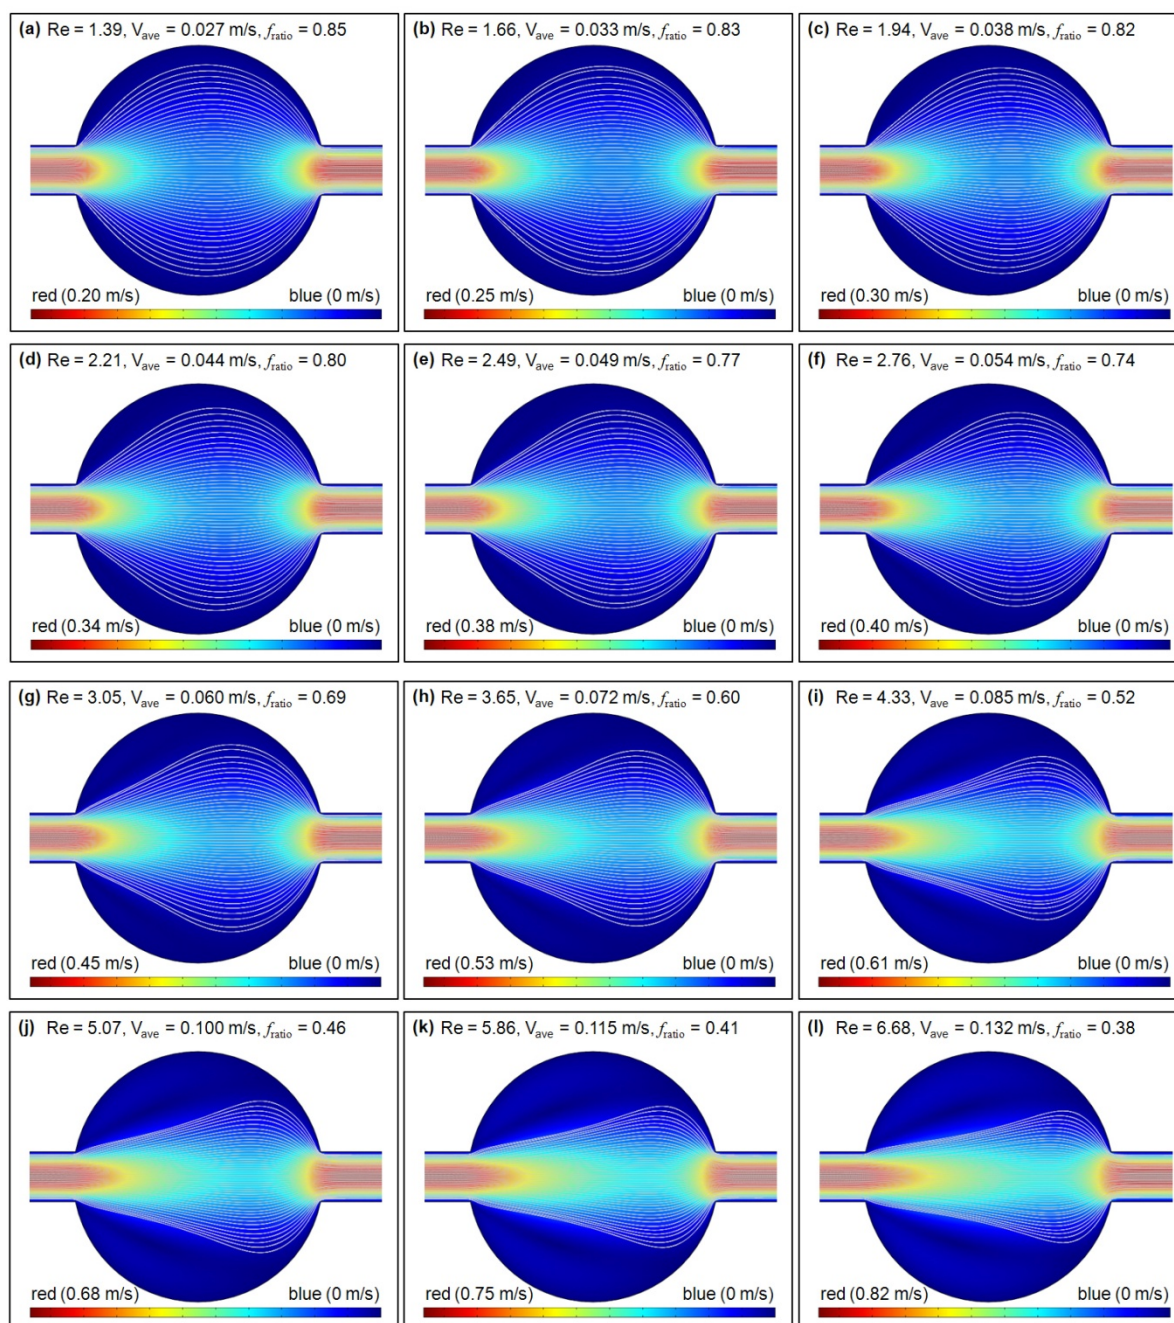 (a) Re = 1.39, Vave = 0.027 m/s, fratio = 0.85
red (0.20 m/s) blue (0 m/s)
(b) Re = 1.66, Vave = 0.033 m/s, fratio = 0.83
red (0.25 m/s) blue (0 m/s)
(c) Re = 1.94, Vave = 0.038 m/s, fratio = 0.82
red (0.30 m/s) blue (0 m/s)
(d) Re = 2.21, Vave = 0.044 m/s, fratio = 0.80
red (0.34 m/s) blue (0 m/s)
(e) Re = 2.49, Vave = 0.049 m/s, fratio = 0.77
red (0.38 m/s) blue (0 m/s)
(f) Re = 2.76, Vave = 0.054 m/s, fratio = 0.74
red (0.40 m/s) blue (0 m/s)
(g) Re = 3.05, Vave = 0.060 m/s, fratio = 0.69
red (0.45 m/s) blue (0 m/s)
(h) Re = 3.65, Vave = 0.072 m/s, fratio = 0.60
red (0.53 m/s) blue (0 m/s)
(i) Re = 4.33, Vave = 0.085 m/s, fratio = 0.52
red (0.61 m/s) blue (0 m/s)
(j) Re = 5.07, Vave = 0.100 m/s, fratio = 0.46
red (0.68 m/s) blue (0 m/s)
(k) Re = 5.86, Vave = 0.115 m/s, fratio = 0.41
red (0.75 m/s) blue (0 m/s)
(l) Re = 6.68, Vave = 0.132 m/s, fratio = 0.38
red (0.82 m/s) blue (0 m/s)